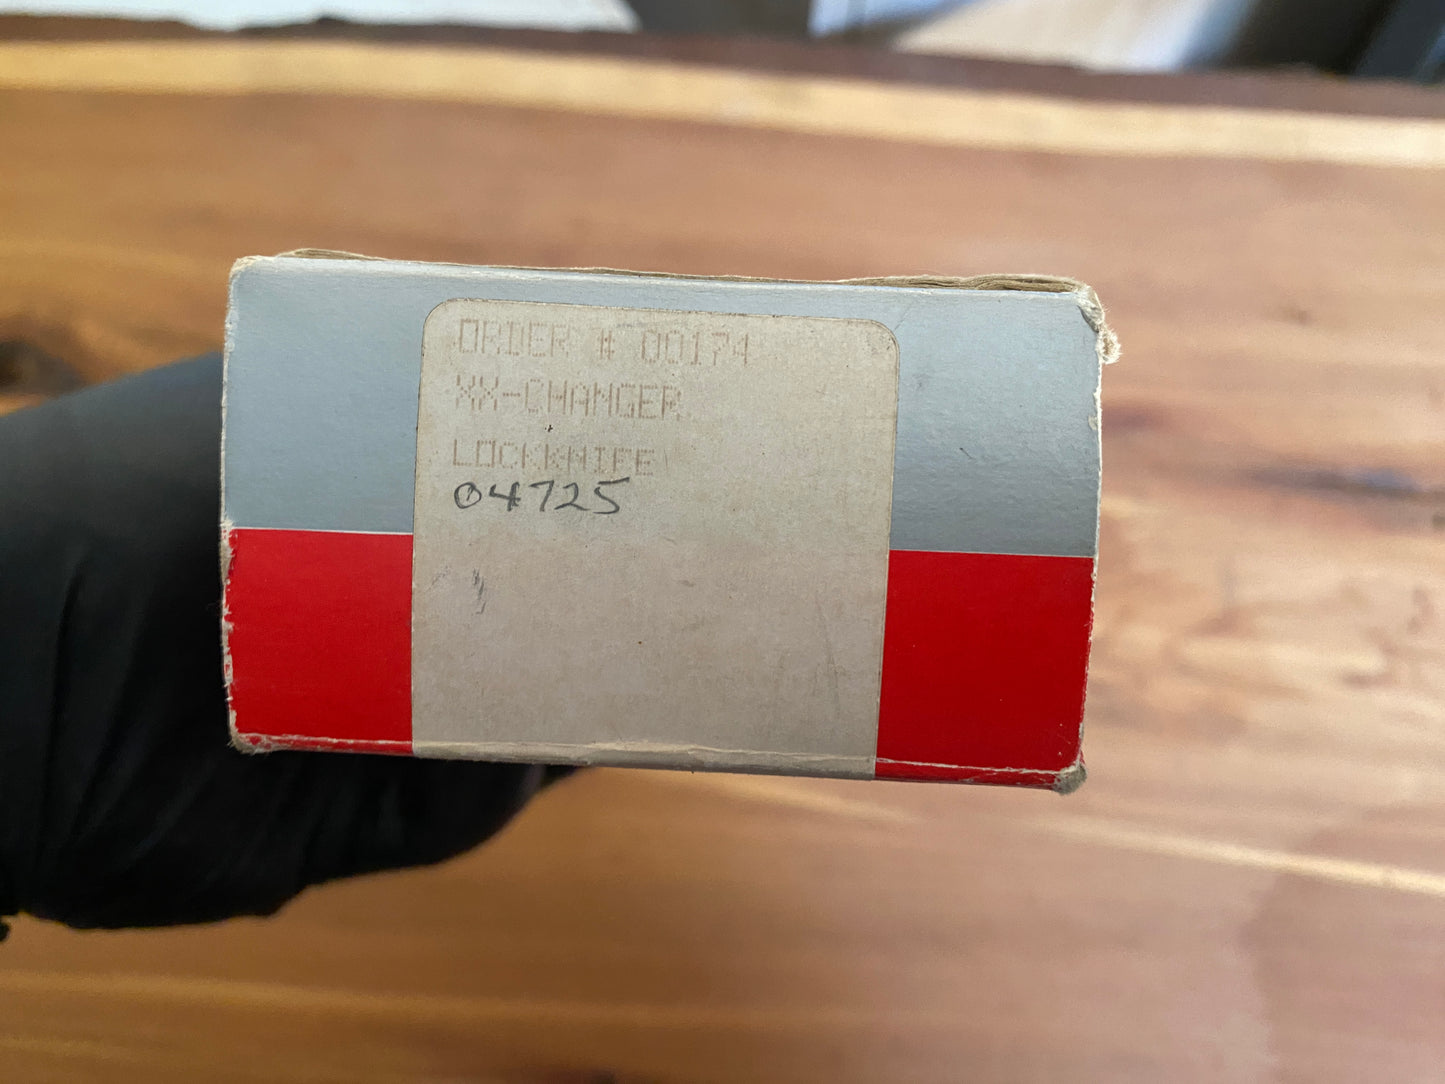 ORDER # 00174
XX-CHANGER
LOCKKNIFE
04725